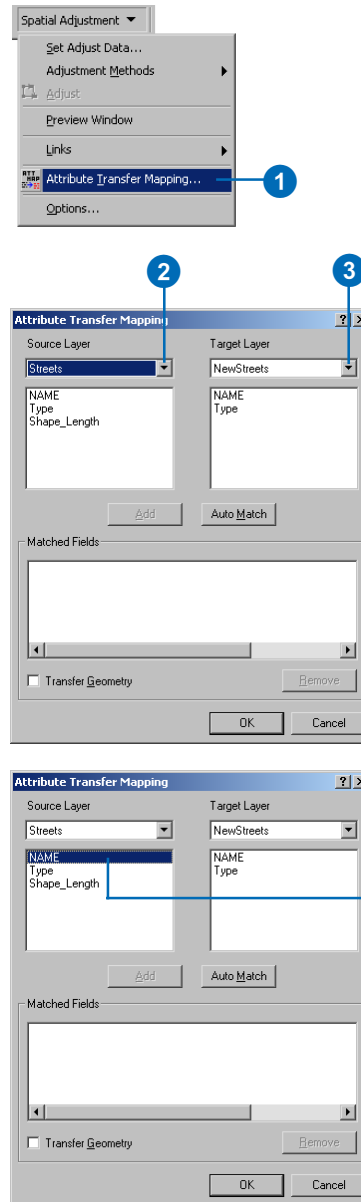 Spatial Adjustment
Set Adjust Data...
Adjustment Methods
Adjust
Preview Window
Links
ATT
MAP
Attribute Transfer Mapping...
1
Options...
2
3
Attribute Transfer Mapping
Source Layer
Target Layer
Streets
NewStreets
NAME
Type
Shape_Length
NAME
Type
Add
Auto Match
Matched Fields
Transfer Geometry
Remove
OK
Cancel
Attribute Transfer Mapping
Source Layer
Target Layer
Streets
NewStreets
NAME
Type
Shape_Length
NAME
Type
Add
Auto Match
Matched Fields
Transfer Geometry
Remove
OK
Cancel